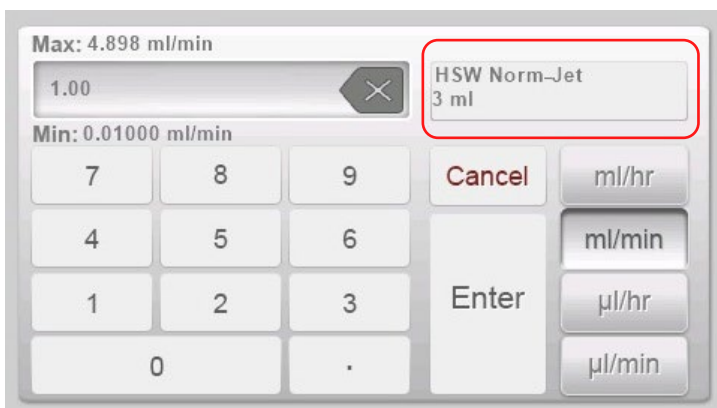 Max: 4.898 ml/min
1.00
HSW Norm-Jet
3 ml
Min: 0.01000 ml/min
7 8 9 Cancel ml/hr
4 5 6 ml/min
1 2 3 Enter µl/hr
0 . µl/min